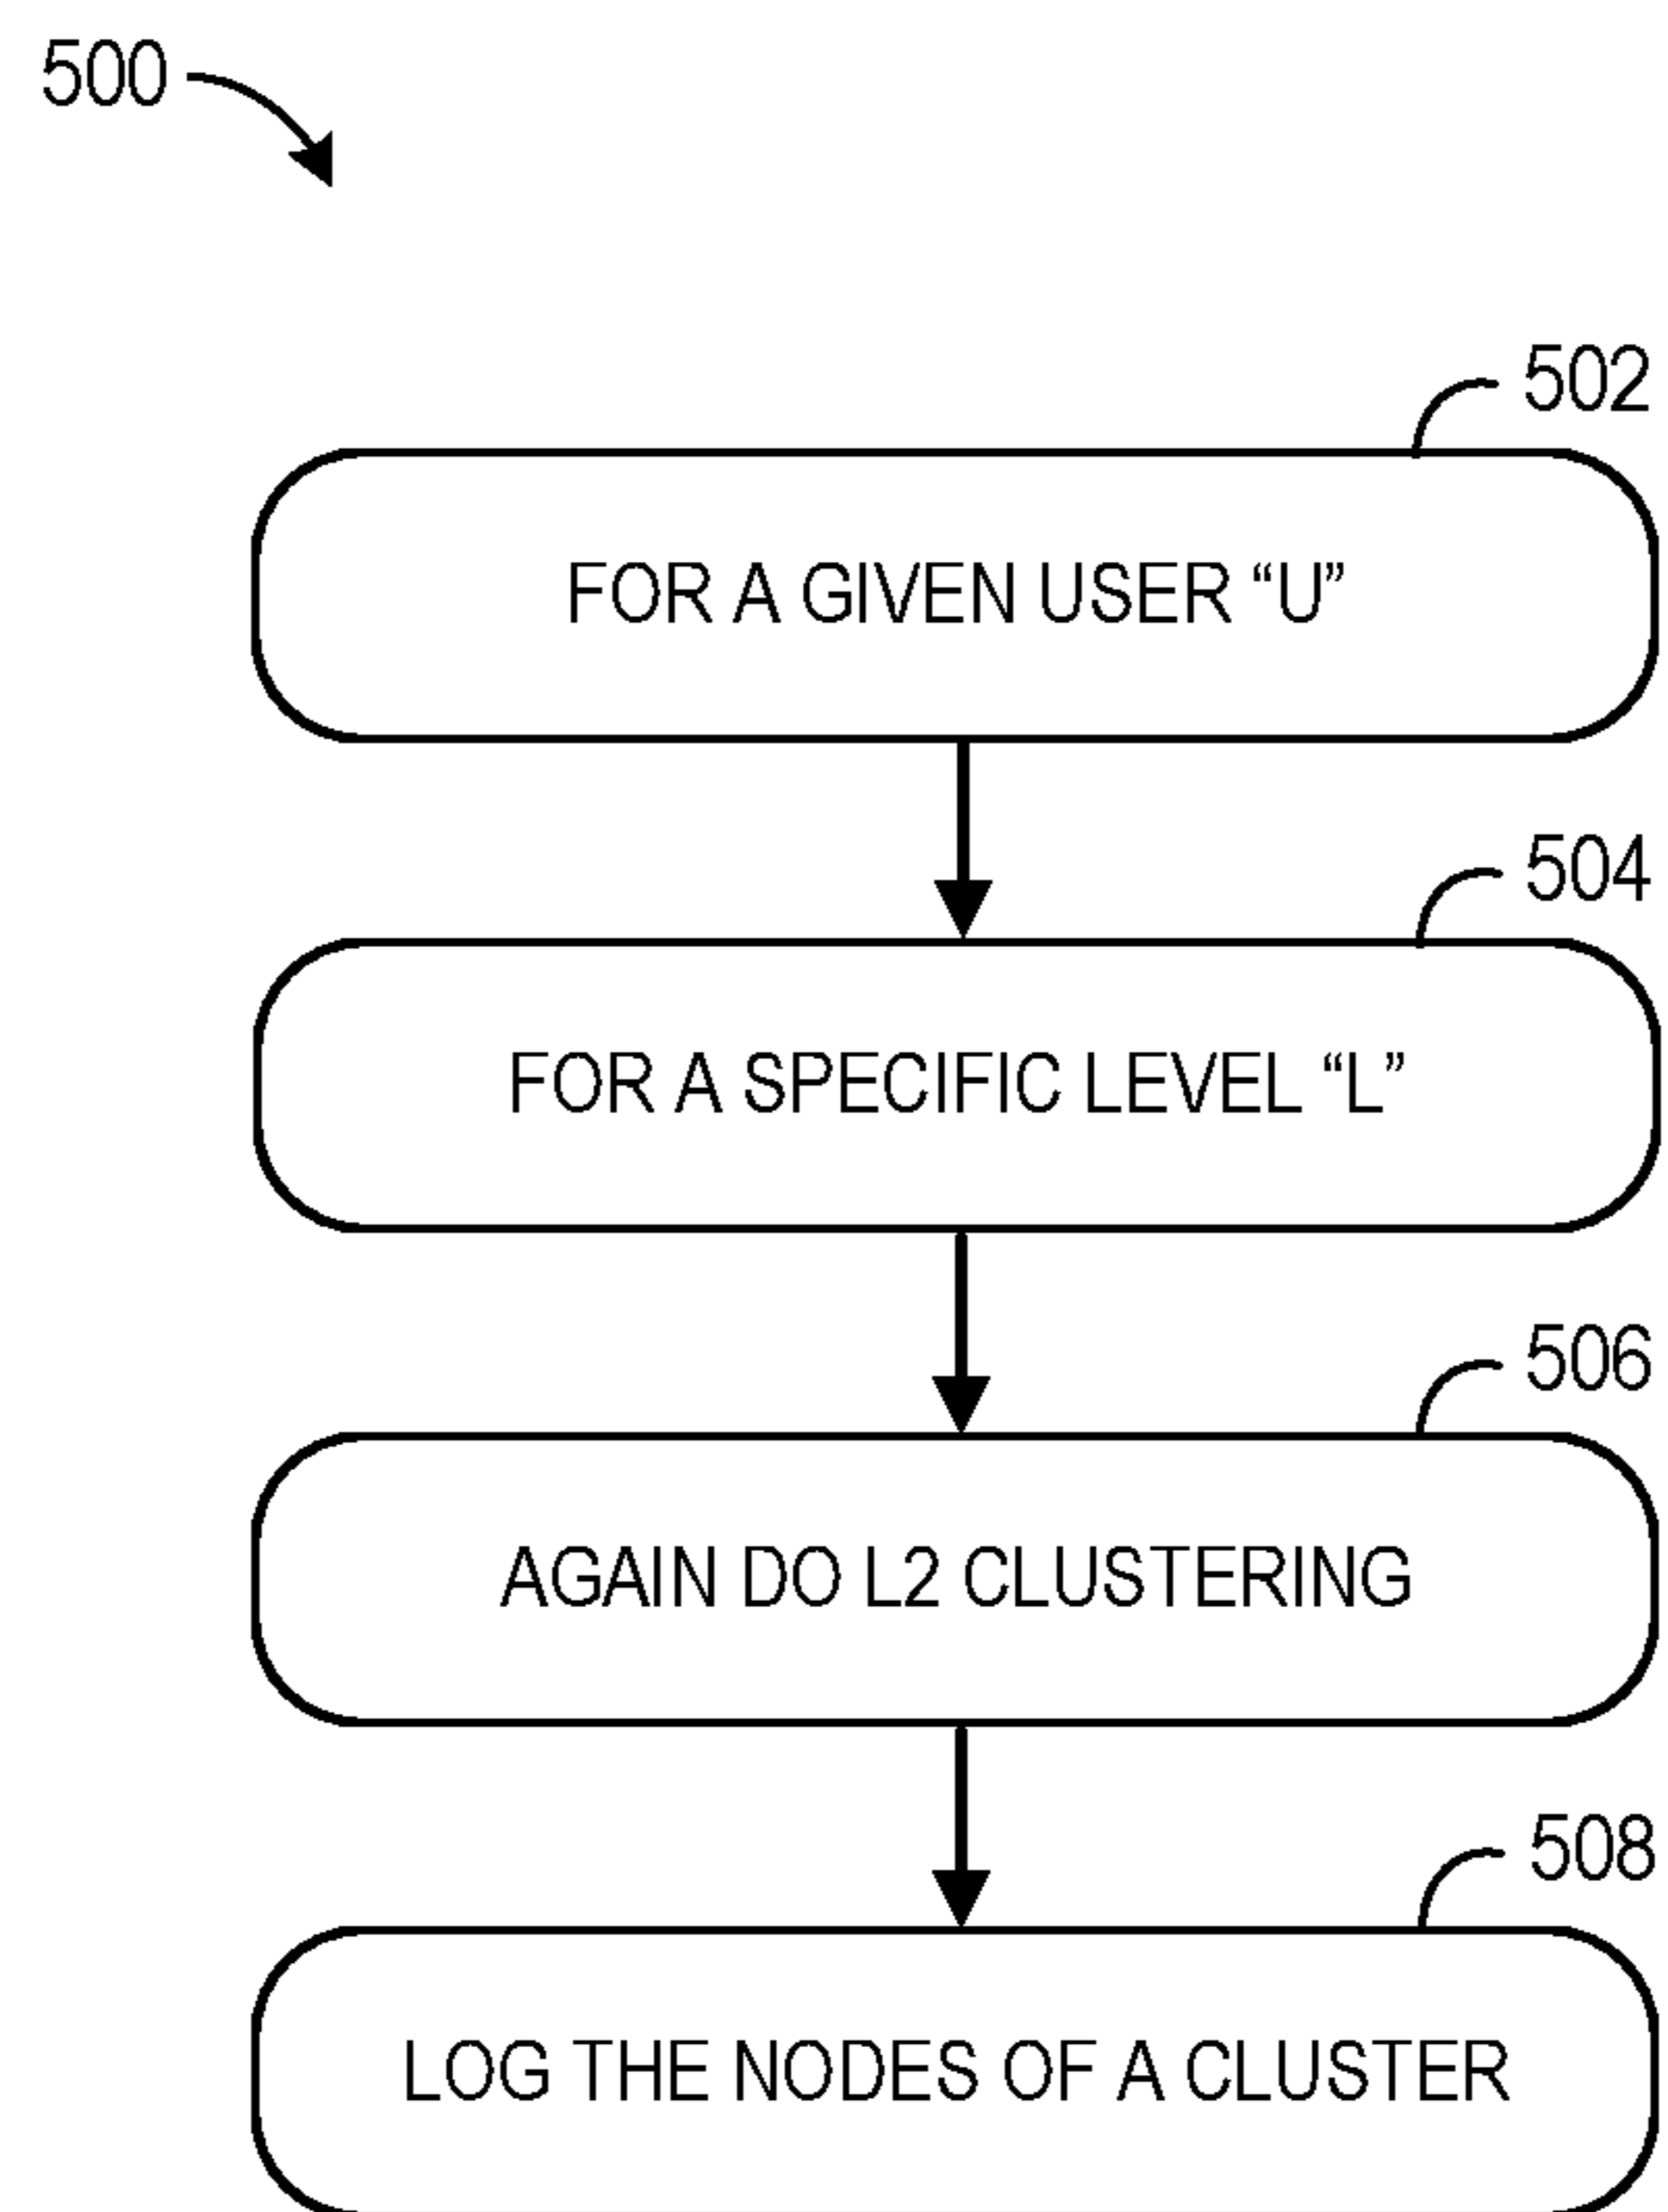 500
502
FOR A GIVEN USER “U”
504
FOR A SPECIFIC LEVEL “L”
506
AGAIN DO L2 CLUSTERING
508
LOG THE NODES OF A CLUSTER